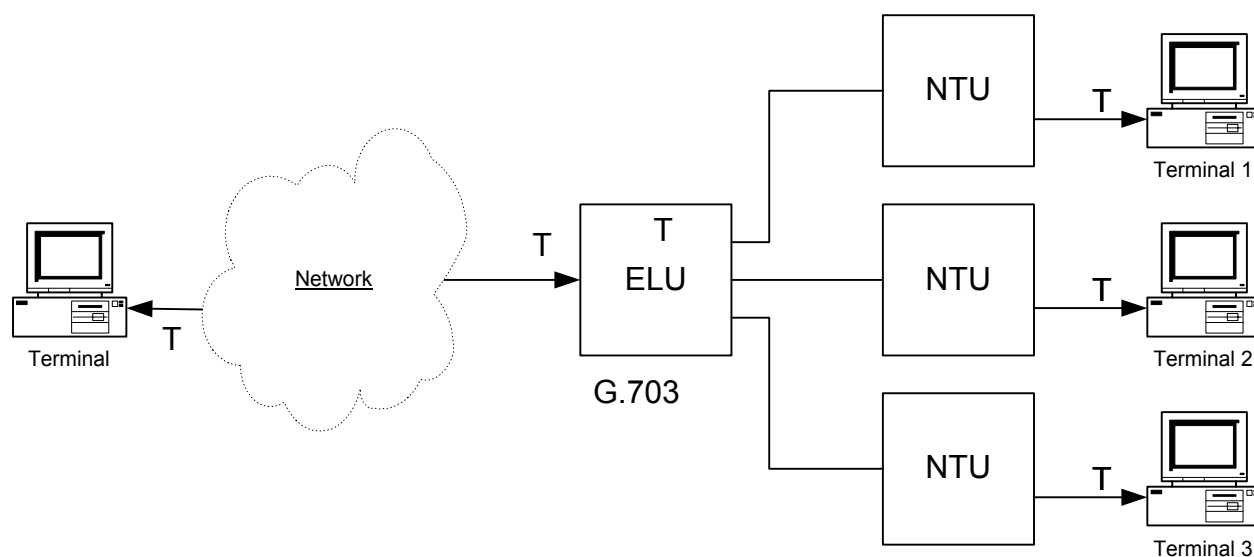 NTU
T
Terminal 1
Network
T
T
ELU
G.703
T
Terminal
NTU
T
Terminal 2
NTU
T
Terminal 3